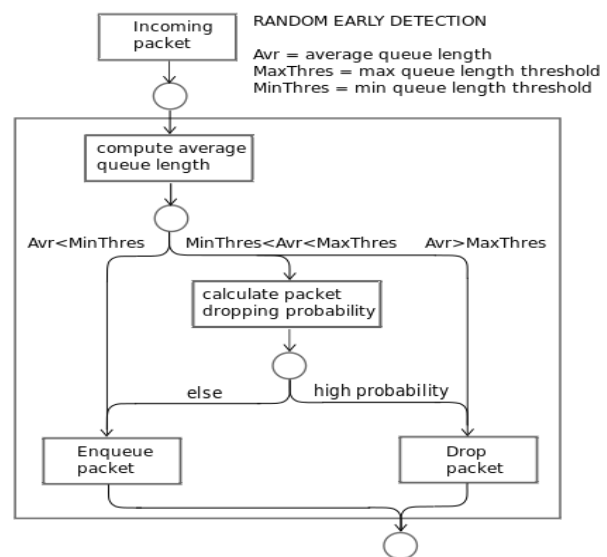 Incoming
packet
RANDOM EARLY DETECTION
Avr = average queue length
MaxThres = max queue length threshold
MinThres = min queue length threshold
compute average
queue length
Avr<MinThres
MinThres<Avr<MaxThres
Avr>MaxThres
calculate packet
dropping probability
else
high probability
Enqueue
packet
Drop
packet